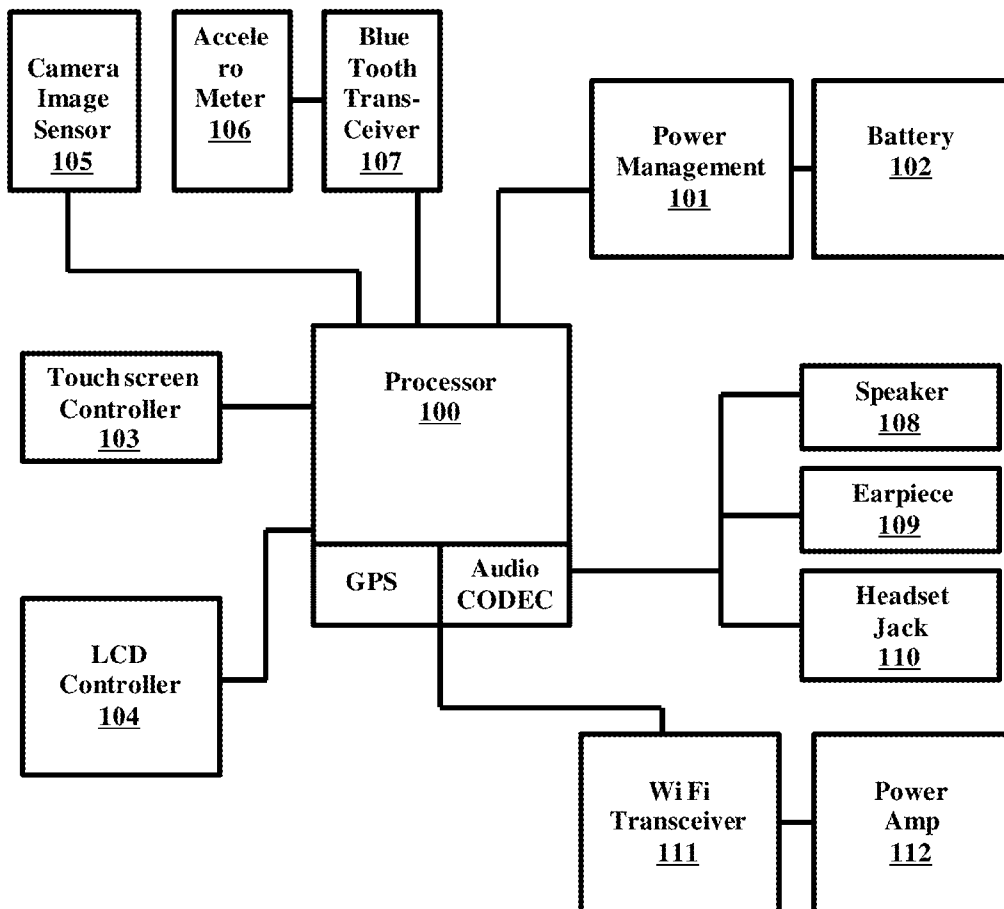 Camera
Image
Sensor
105
Accele
ro
Meter
106
Blue
Tooth
Trans-
Ceiver
107
Power
Management
101
Battery
102
Touch screen
Controller
103
Processor
100
GPS
Audio
CODEC
Speaker
108
Earpiece
109
Headset
Jack
110
LCD
Controller
104
Wi Fi
Transceiver
111
Power
Amp
112